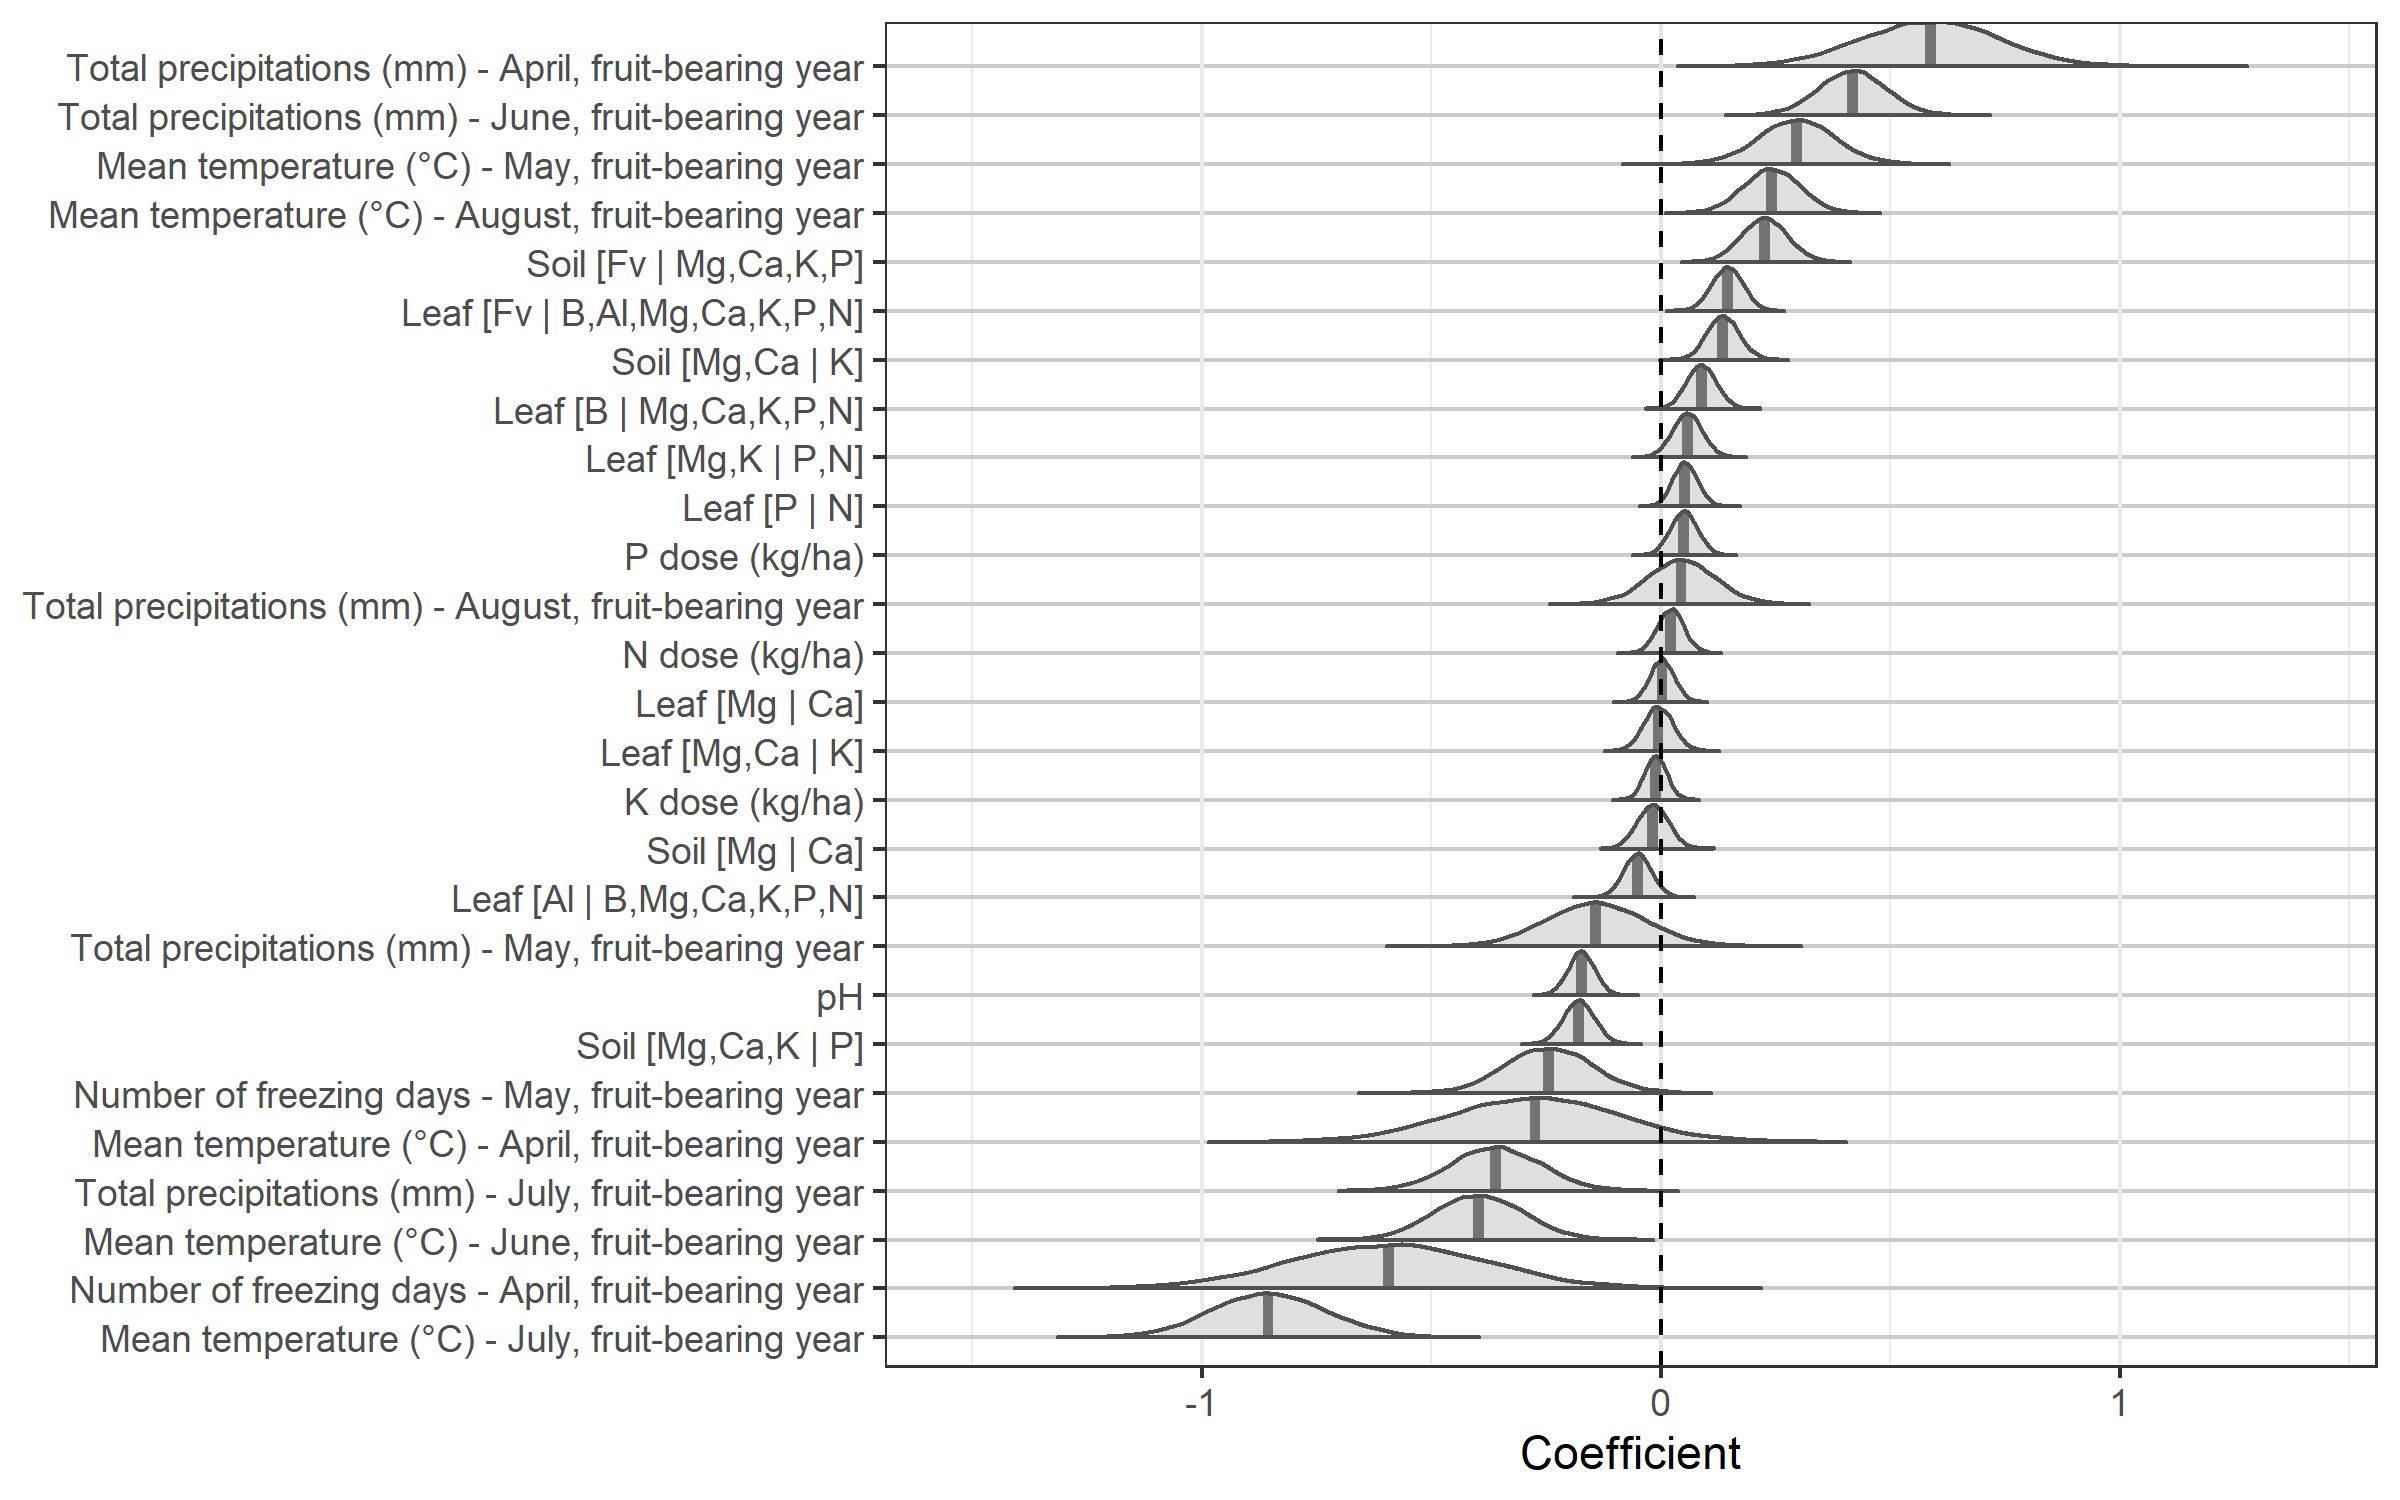 Total precipitations (mm) - April, fruit-bearing year
Total precipitations (mm) - June, fruit-bearing year
Mean temperature (°C) - May, fruit-bearing year
Mean temperature (°C) - August, fruit-bearing year
Soil [Fv | Mg,Ca,K,P]
Leaf [Fv | B,Al,Mg,Ca,K,P,N]
Soil [Mg,Ca | K]
Leaf [B | Mg,Ca,K,P,N]
Leaf [Mg,K | P,N]
Leaf [P | N]
P dose (kg/ha)
Total precipitations (mm) - August, fruit-bearing year
N dose (kg/ha)
Leaf [Mg | Ca]
Leaf [Mg,Ca | K]
K dose (kg/ha)
Soil [Mg | Ca]
Leaf [Al | B,Mg,Ca,K,P,N]
Total precipitations (mm) - May, fruit-bearing year
pH
Soil [Mg,Ca,K | P]
Number of freezing days - May, fruit-bearing year
Mean temperature (°C) - April, fruit-bearing year
Total precipitations (mm) - July, fruit-bearing year
Mean temperature (°C) - June, fruit-bearing year
Number of freezing days - April, fruit-bearing year
Mean temperature (°C) - July, fruit-bearing year
-1 0 1
Coefficient